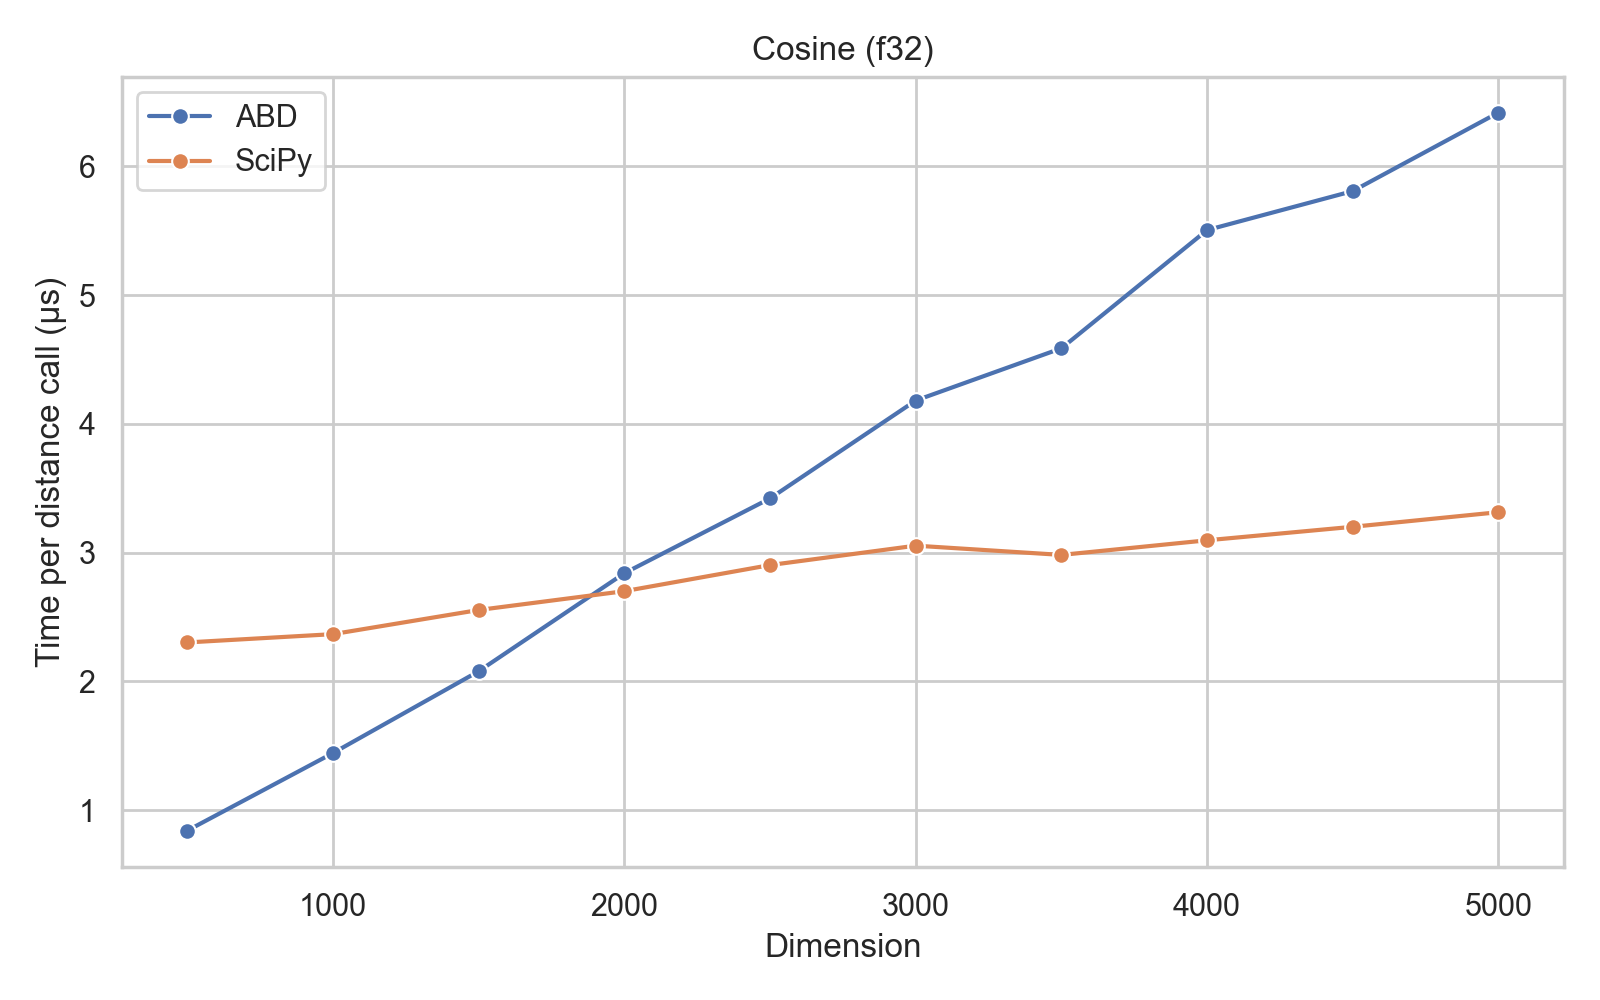 Cosine (f32)
ABD
SciPy
Time per distance call (µs)
6
5
4
3
2
1
1000 2000 3000 4000 5000
Dimension